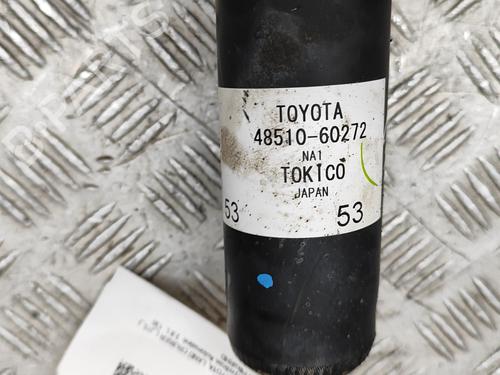 TOYOTA
48510-60272
NA1
TOKICO
JAPAN
53 53